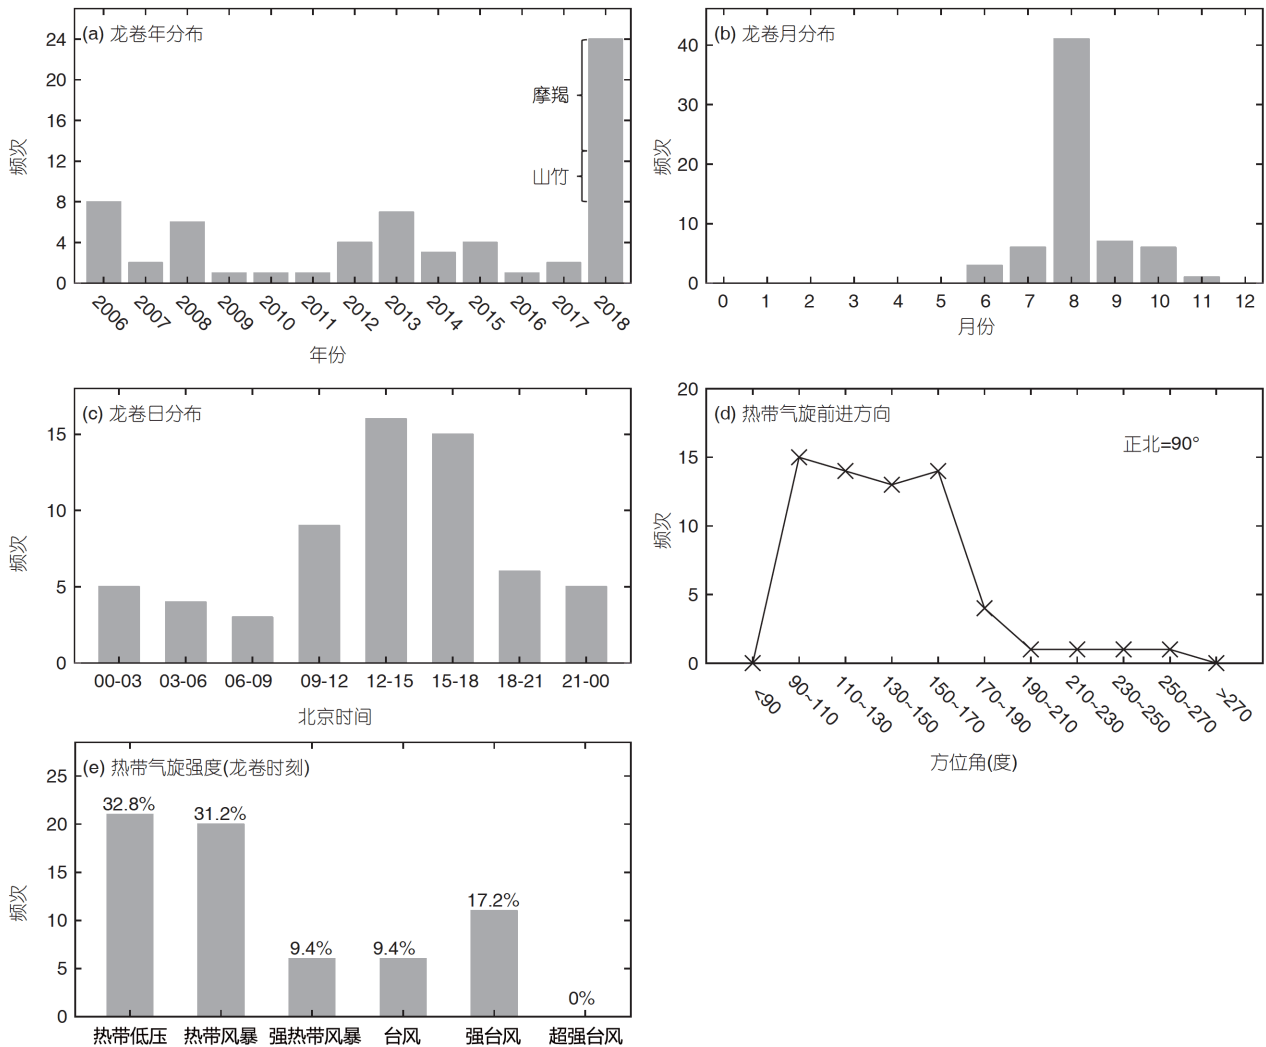 (a) 龙卷年分布
24
20
16
12
8
4
0
频次
摩羯
山竹
2006 2007 2008 2009 2010 2011 2012 2013 2014 2015 2016 2017 2018
年份
(b) 龙卷月分布
40
30
20
10
0
频次
0 1 2 3 4 5 6 7 8 9 10 11 12
月份
(c) 龙卷日分布
15
10
5
0
频次
00-03 03-06 06-09 09-12 12-15 15-18 18-21 21-00
北京时间
(d) 热带气旋前进方向
正北=90°
20
15
10
5
0
频次
<90 90~110 110~130 130~150 150~170 170~190 190~210 210~230 230~250 250~270 >270
方位角(度)
(e) 热带气旋强度(龙卷时刻)
25
20
15
10
5
0
频次
32.8% 31.2% 9.4% 9.4% 17.2% 0%
热带低压 热带风暴 强热带风暴 台风 强台风 超强台风